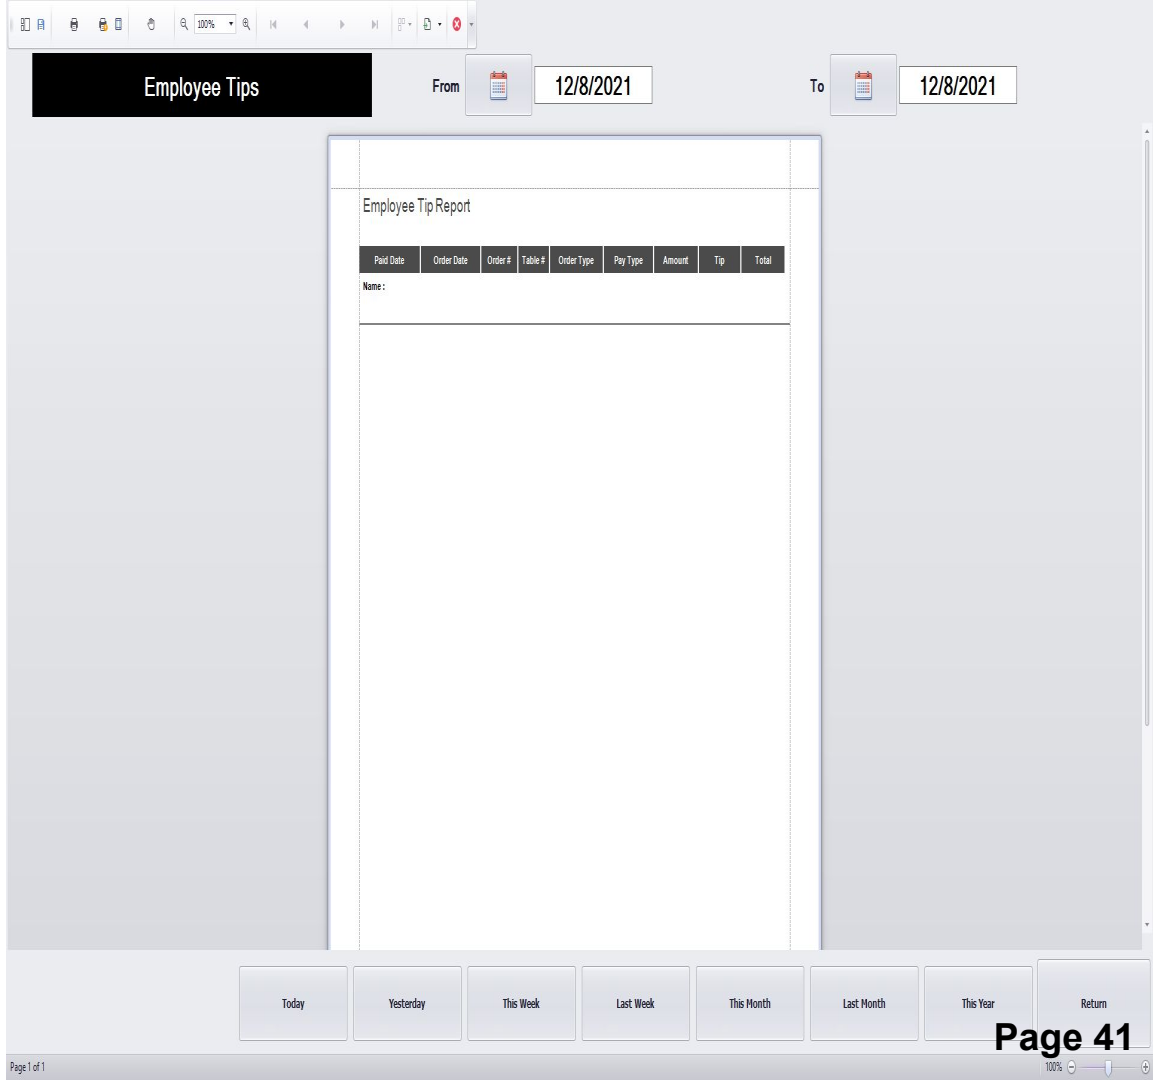 100%
Employee Tips
From
12/8/2021
To
12/8/2021
Employee Tip Report
Paid Date Order Date Order # Table # Order Type Pay Type Amount Tip Total
Name :
Today Yesterday This Week Last Week This Month Last Month This Year Return
Page 41
Page 1 of 1
100%